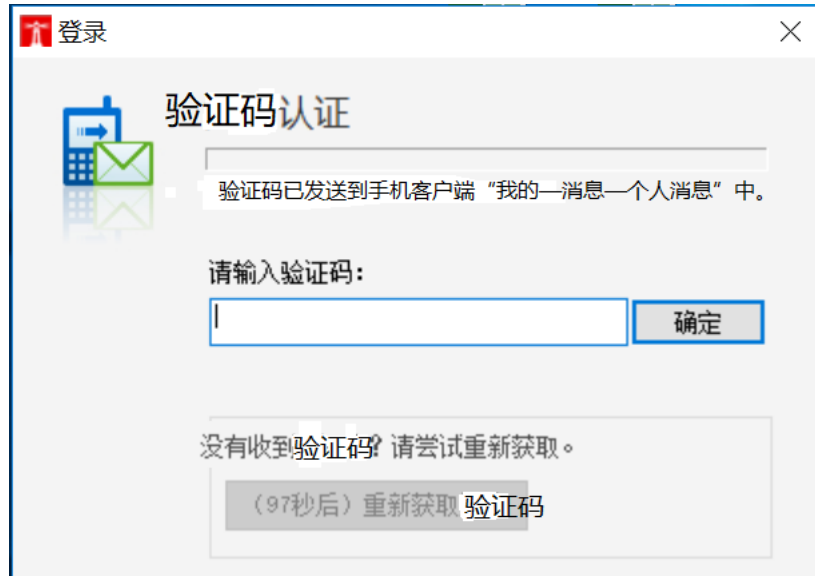 登录
验证码认证
验证码已发送到手机客户端“我的—消息—个人消息”中。
请输入验证码:
确定
没有收到验证码? 请尝试重新获取。
(97秒后)重新获取验证码